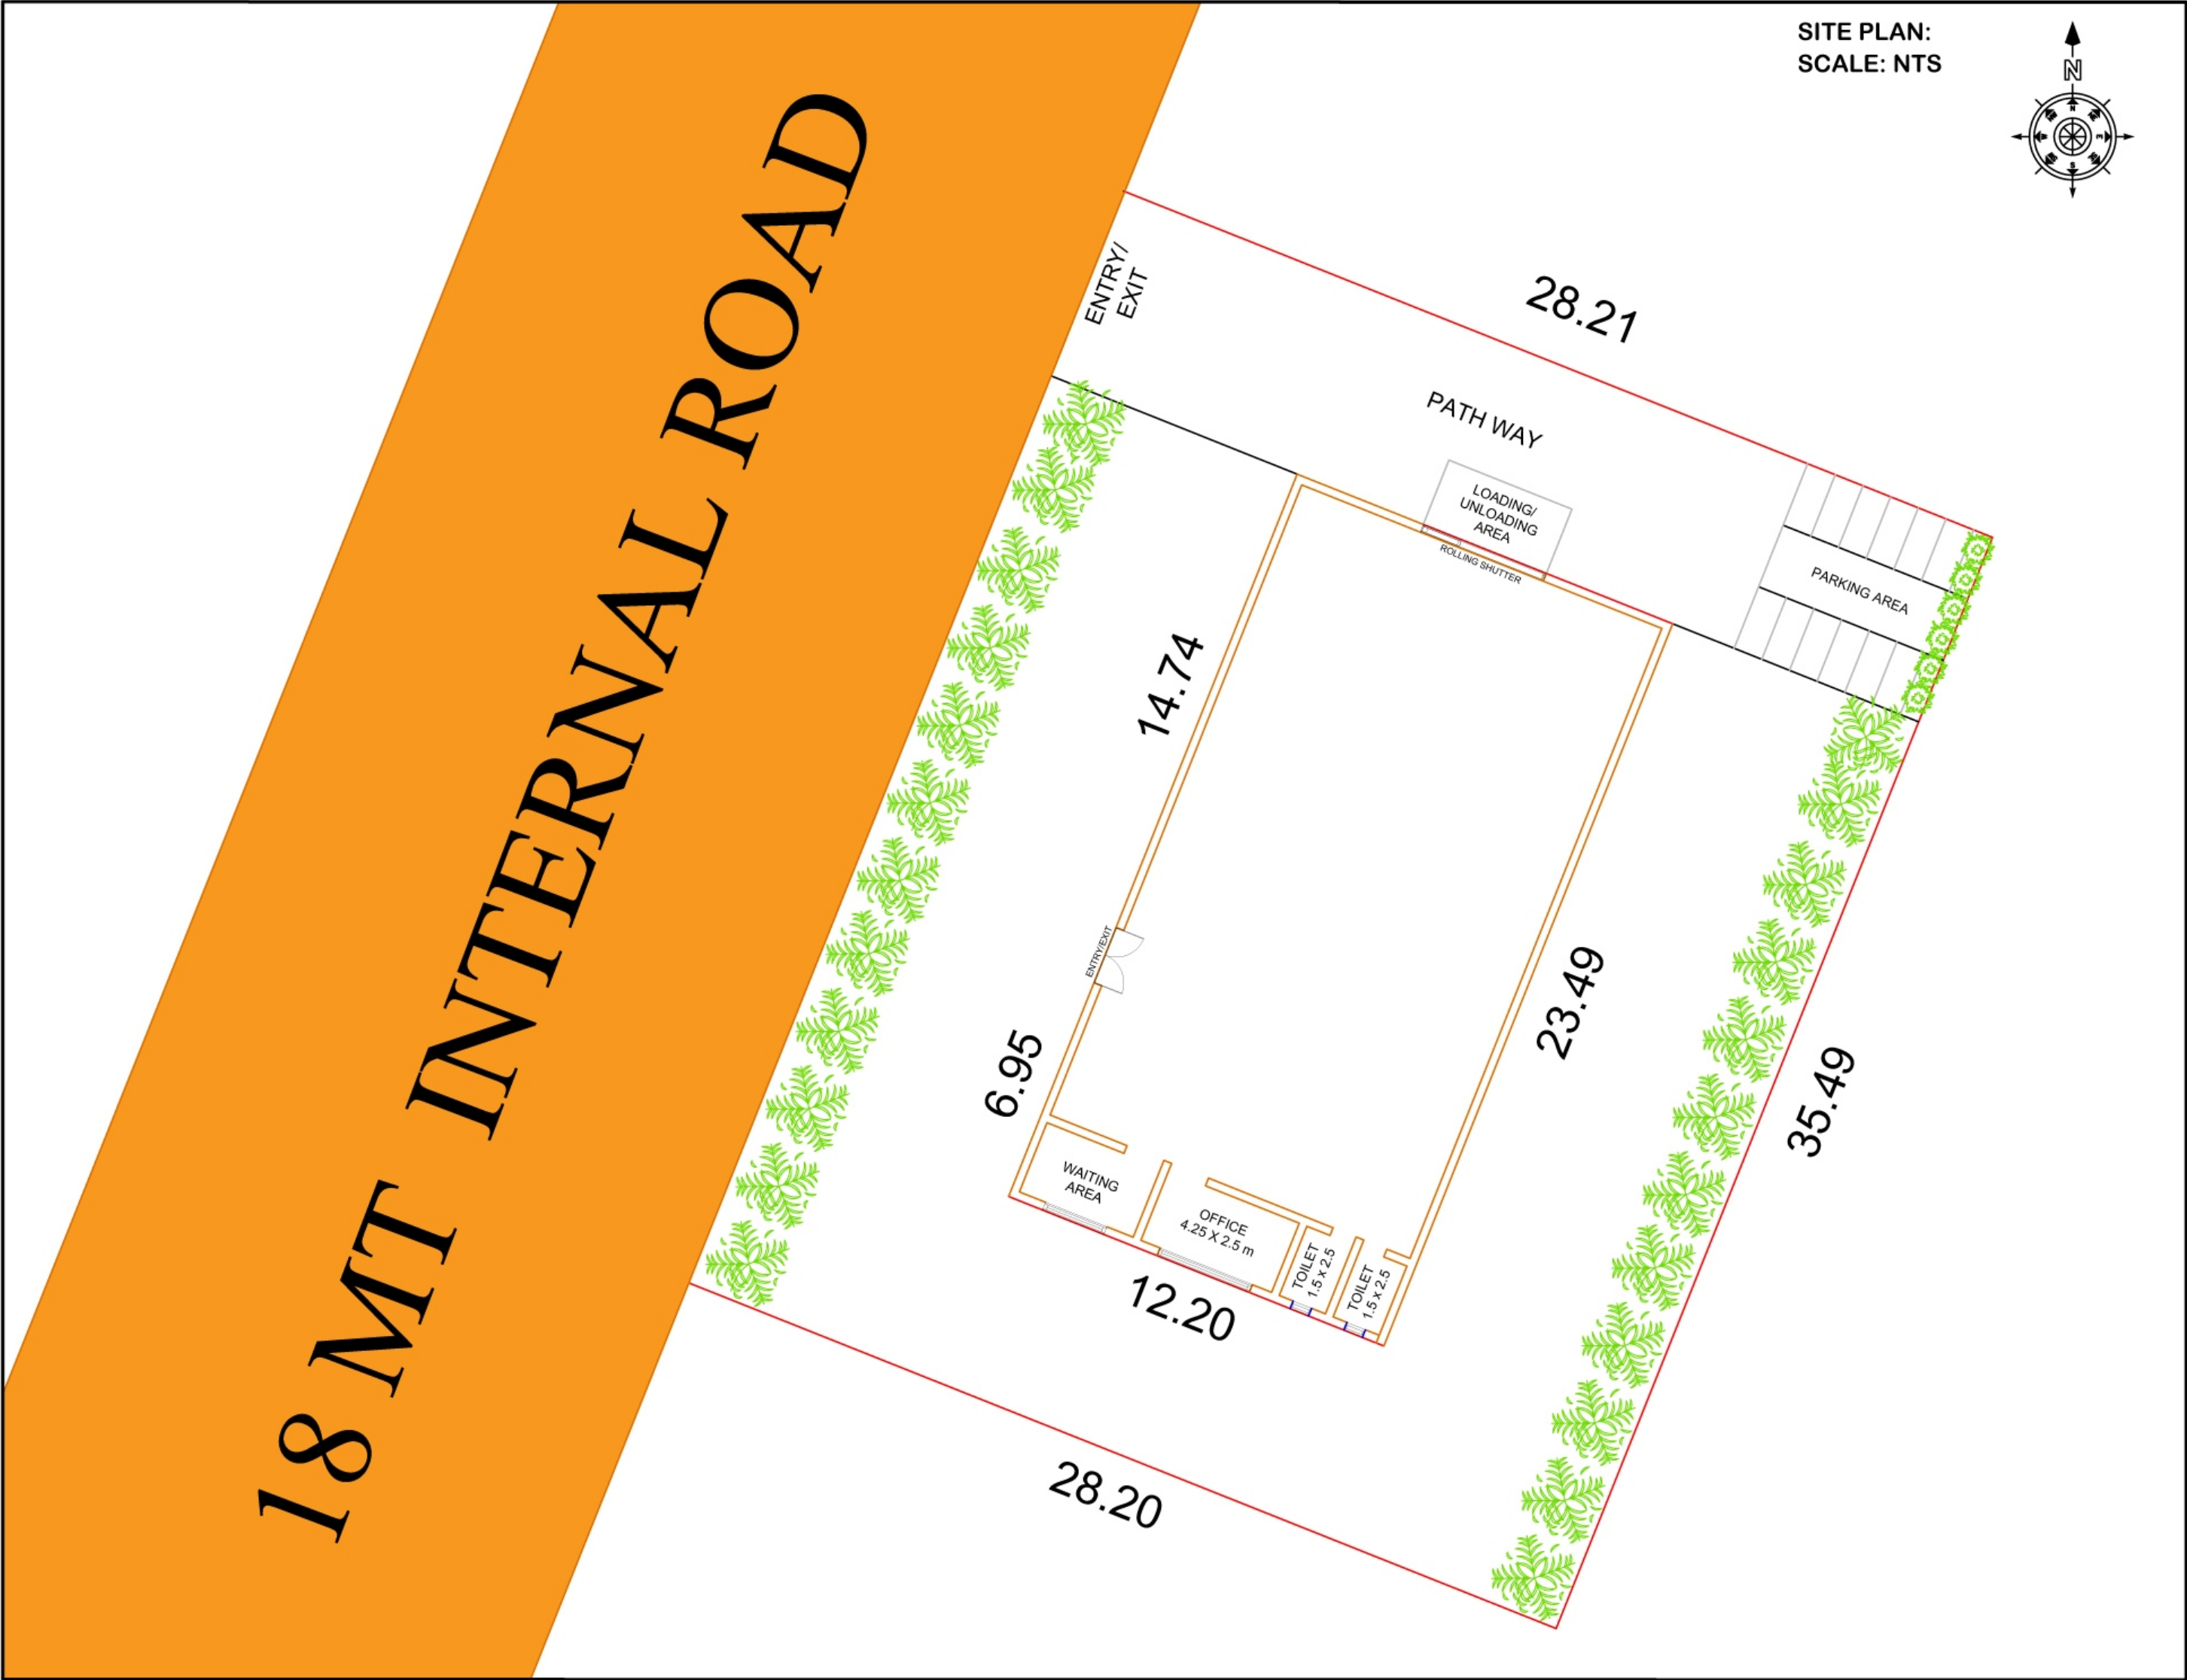 SITE PLAN:
SCALE: NTS
N
18 MT INTERNAL ROAD
ENTRY/
EXIT
28.21
PATH WAY
LOADING/
UNLOADING
AREA
ROLLING SHUTTER
PARKING AREA
14.74
ENTRY/EXIT
6.95
23.49
35.49
WAITING
AREA
OFFICE
4.25 X 2.5 m
TOILET
1.5 x 2.5
TOILET
1.5 x 2.5
12.20
28.20